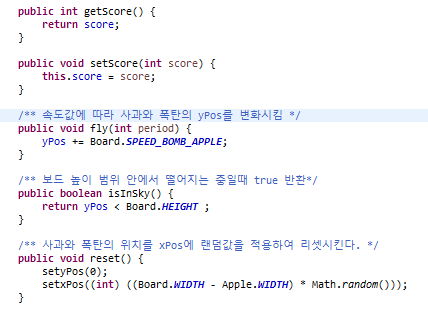 public int getScore() {
return score;
}
public void setScore(int score) {
this.score = score;
}
/** 속도값에 따라 사과와 폭탄의 yPos를 변화시킴 */
public void fly(int period) {
yPos += Board.SPEED_BOMB_APPLE;
}
/** 보드 높이 범위 안에서 떨어지는 중일때 true 반환*/
public boolean isInSky() {
return yPos < Board.HEIGHT ;
}
/** 사과와 폭탄의 위치를 xPos에 랜덤값을 적용하여 리셋시킨다. */
public void reset() {
setyPos(0);
setxPos((int) ((Board.WIDTH - Apple.WIDTH) * Math.random()));
}